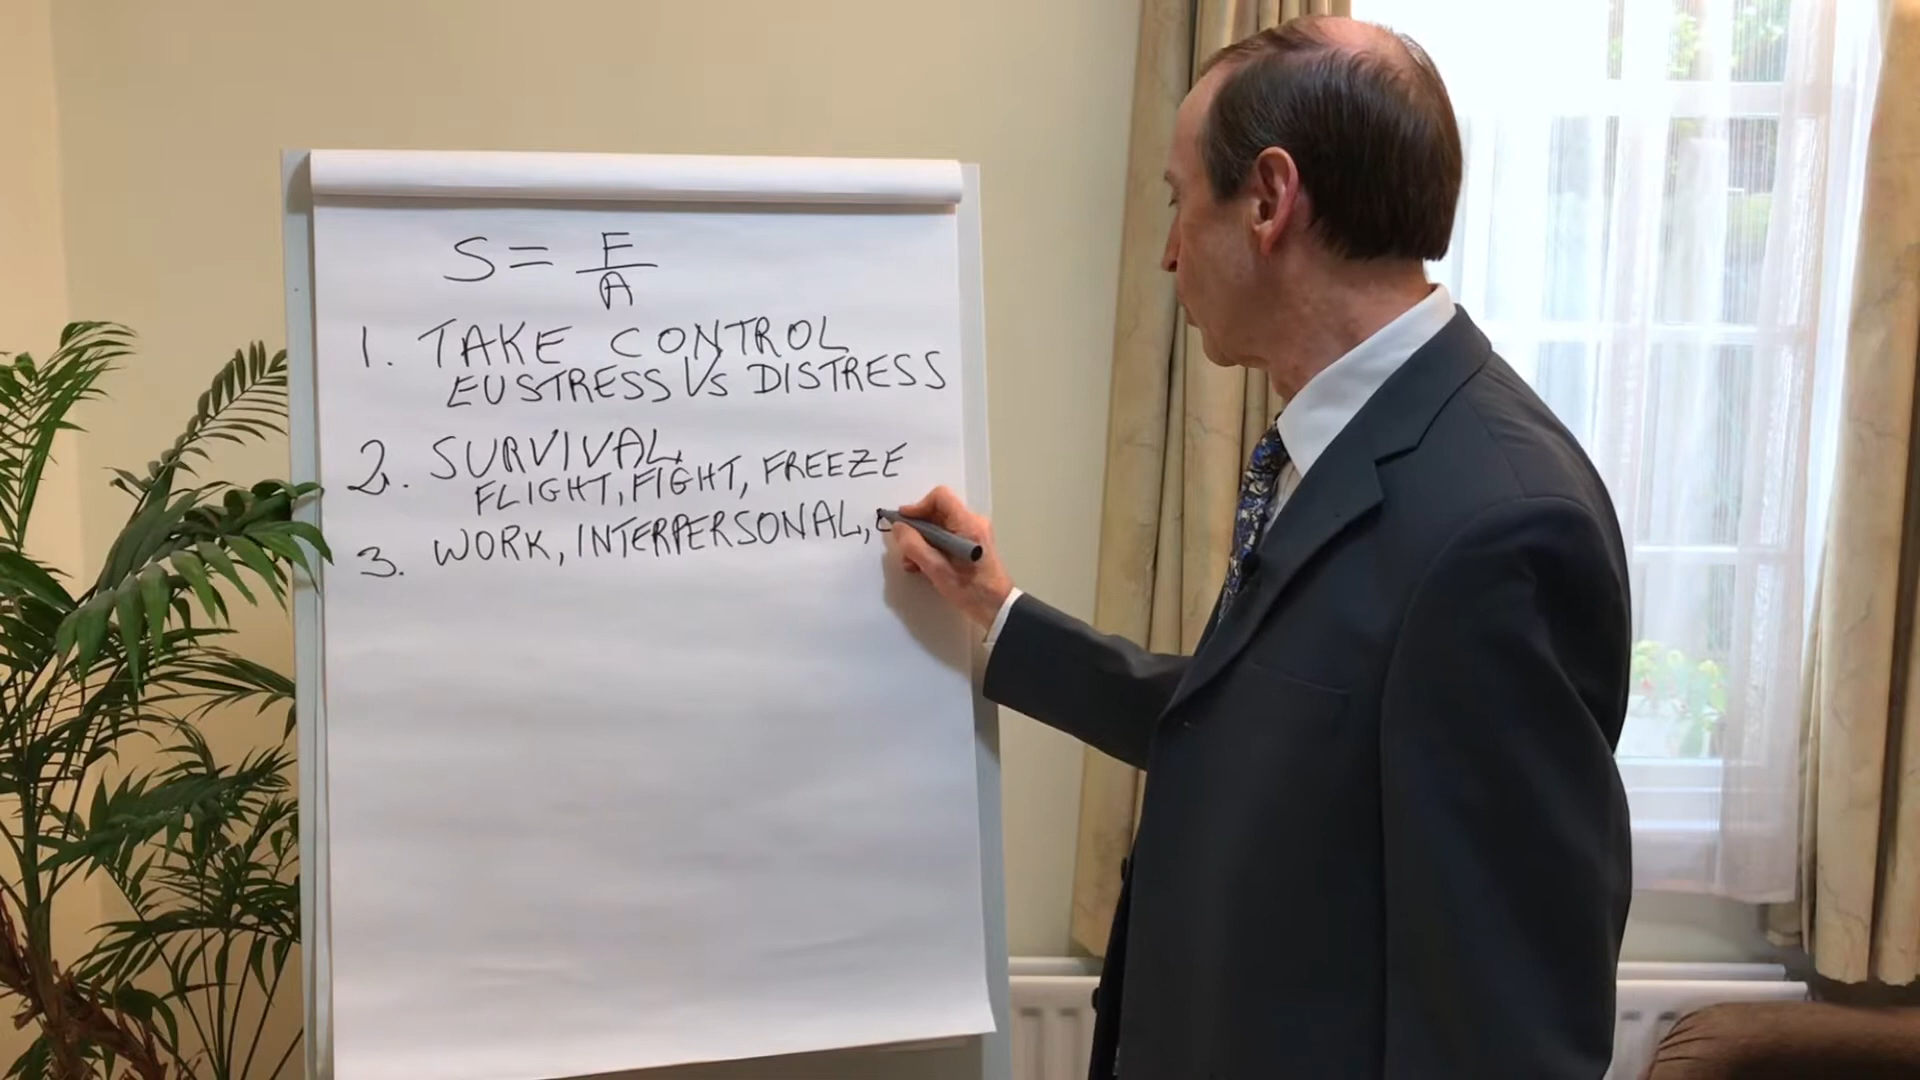 S = F
A
1. TAKE CONTROL
EUSTRESS Vs DISTRESS
2. SURVIVAL,
FLIGHT, FIGHT, FREEZE
3. WORK, INTERPERSONAL,